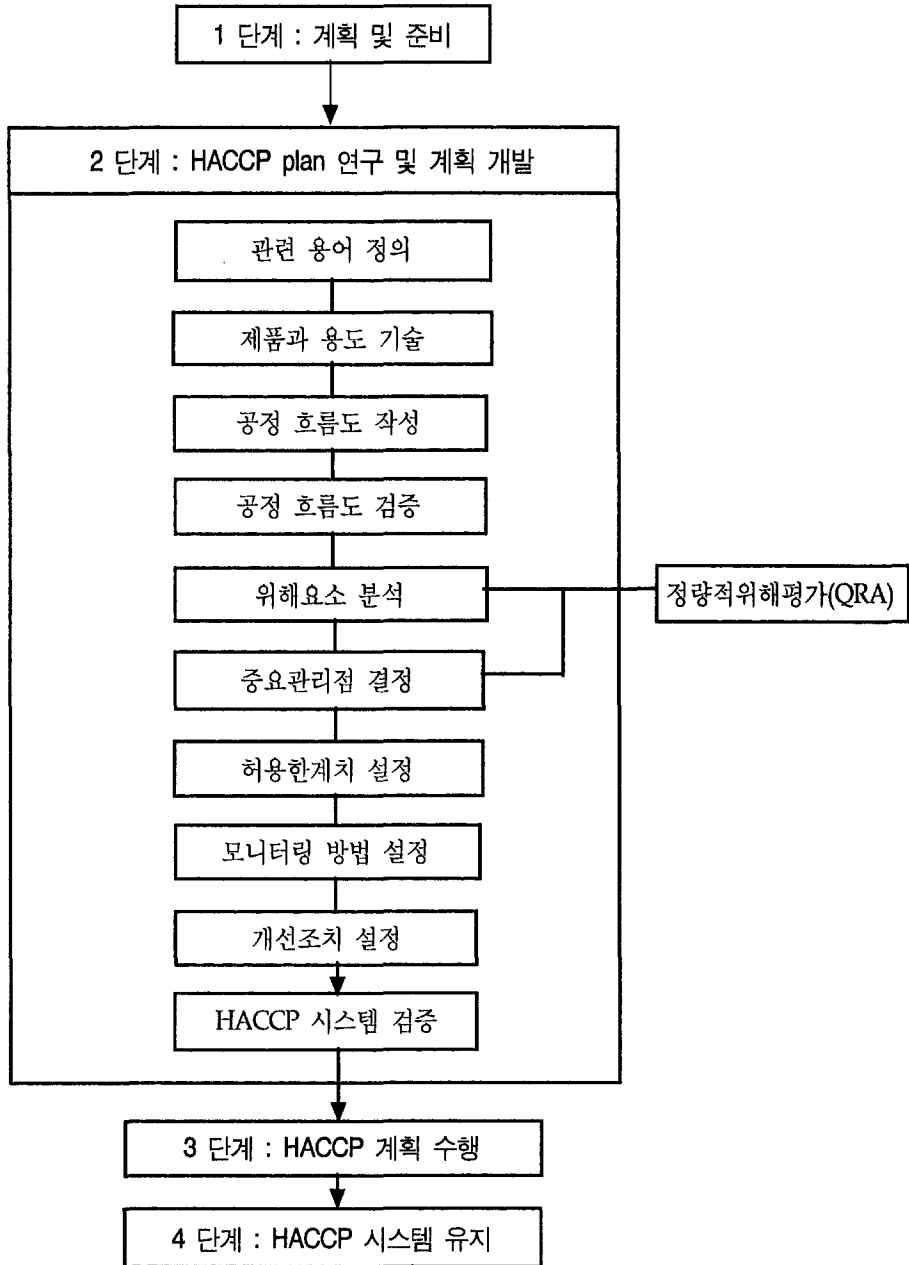 1 단계 : 계획 및 준비
2 단계 : HACCP plan 연구 및 계획 개발
관련 용어 정의
제품과 용도 기술
공정 흐름도 작성
공정 흐름도 검증
위해요소 분석
정량적위해평가(QRA)
중요관리점 결정
허용한계치 설정
모니터링 방법 설정
개선조치 설정
HACCP 시스템 검증
3 단계 : HACCP 계획 수행
4 단계 : HACCP 시스템 유지